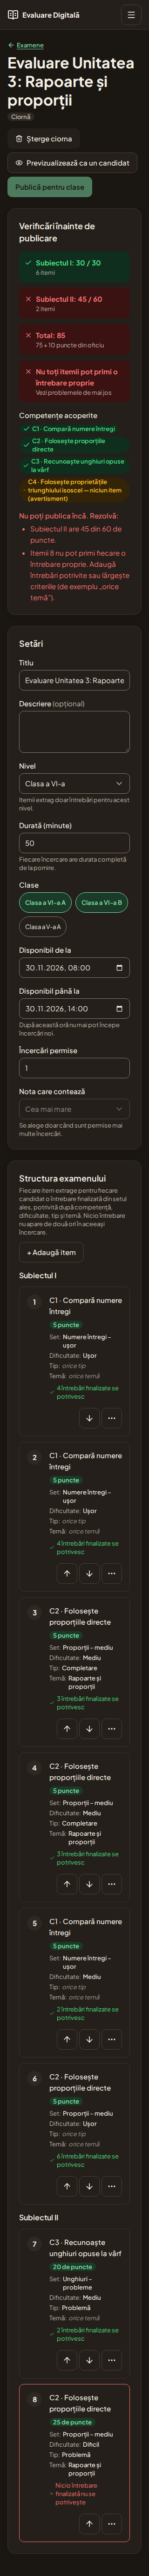 Evaluare Digitală
Examene
Evaluare Unitatea
3: Rapoarte și
proporții
Ciornă
Șterge ciorna
Previzualizează ca un candidat
Publică pentru clase
Verificări înainte de
publicare
Subiectul I: 30 / 30
6 itemi
Subiectul II: 45 / 60
2 itemi
Total: 85
75 + 10 puncte din oficiu
Nu toți itemii pot primi o
întrebare proprie
Vezi problemele de mai jos
Competențe acoperite
C1 · Compară numere întregi
C2 · Folosește proporțiile
directe
C3 · Recunoaște unghiuri opuse
la vârf
C4 · Folosește proprietățile
triunghiului isoscel — niciun item
(avertisment)
Nu poți publica încă. Rezolvă:
Subiectul II are 45 din 60 de
puncte.
Itemii 8 nu pot primi fiecare o
întrebare proprie. Adaugă
întrebări potrivite sau lărgește
criteriile (de exemplu „orice
temă”).
Setări
Titlu
Evaluare Unitatea 3: Rapoarte
Descriere (opțional)
Nivel
Clasa a VI-a
Itemii extrag doar întrebări pentru acest
nivel.
Durată (minute)
50
Fiecare încercare are durata completă
de la pornire.
Clase
Clasa a VI-a A
Clasa a VI-a B
Clasa a V-a A
Disponibil de la
30.11.2026, 08:00
Disponibil până la
30.11.2026, 14:00
După această oră nu mai pot începe
încercări noi.
Încercări permise
1
Nota care contează
Cea mai mare
Se alege doar când sunt permise mai
multe încercări.
Structura examenului
Fiecare item extrage pentru fiecare
candidat o întrebare finalizată din setul
ales, potrivită după competență,
dificultate, tip și temă. Nicio întrebare
nu apare de două ori în aceeași
încercare.
+ Adaugă item
Subiectul I
1
C1 · Compară numere
întregi
5 puncte
Set: Numere întregi –
ușor
Dificultate: Ușor
Tip: orice tip
Temă: orice temă
4 întrebări finalizate se
potrivesc
2
C1 · Compară numere
întregi
5 puncte
Set: Numere întregi –
ușor
Dificultate: Ușor
Tip: orice tip
Temă: orice temă
4 întrebări finalizate se
potrivesc
3
C2 · Folosește
proporțiile directe
5 puncte
Set: Proporții – mediu
Dificultate: Mediu
Tip: Completare
Temă: Rapoarte și
proporții
3 întrebări finalizate se
potrivesc
4
C2 · Folosește
proporțiile directe
5 puncte
Set: Proporții – mediu
Dificultate: Mediu
Tip: Completare
Temă: Rapoarte și
proporții
3 întrebări finalizate se
potrivesc
5
C1 · Compară numere
întregi
5 puncte
Set: Numere întregi –
ușor
Dificultate: Mediu
Tip: orice tip
Temă: orice temă
2 întrebări finalizate se
potrivesc
6
C2 · Folosește
proporțiile directe
5 puncte
Set: Proporții – mediu
Dificultate: Ușor
Tip: orice tip
Temă: orice temă
6 întrebări finalizate se
potrivesc
Subiectul II
7
C3 · Recunoaște
unghiuri opuse la vârf
20 de puncte
Set: Unghiuri –
probleme
Dificultate: Mediu
Tip: Problemă
Temă: orice temă
2 întrebări finalizate se
potrivesc
8
C2 · Folosește
proporțiile directe
25 de puncte
Set: Proporții – mediu
Dificultate: Dificil
Tip: Problemă
Temă: Rapoarte și
proporții
Nicio întrebare
finalizată nu se
potrivește